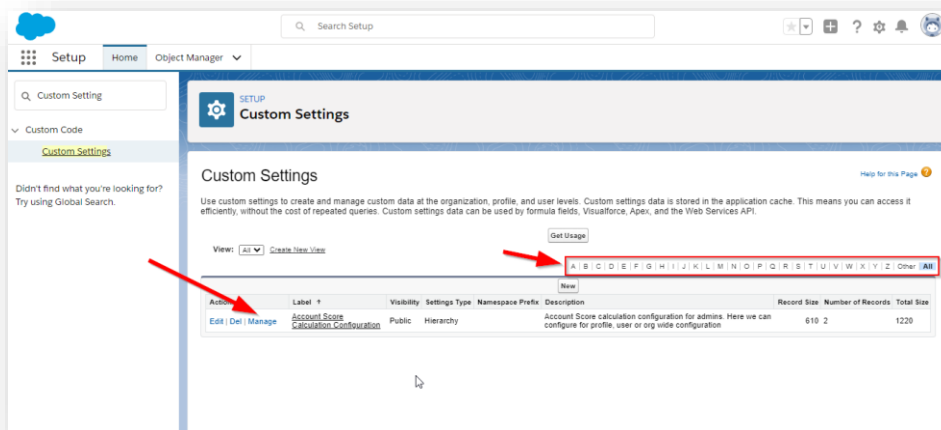 Search Setup
Setup
Home
Object Manager
Custom Setting
Custom Code
Custom Settings
Didn't find what you're looking for?
Try using Global Search.
SETUP
Custom Settings
Custom Settings
Help for this Page
Use custom settings to create and manage custom data at the organization, profile, and user levels. Custom settings data is stored in the application cache. This means you can access it
efficiently, without the cost of repeated queries. Custom settings data can be used by formula fields, Visualforce, Apex, and the Web Services API.
Get Usage
View: All Create New View
A | B | C | D | E | F | G | H | I | J | K | L | M | N | O | P | Q | R | S | T | U | V | W | X | Y | Z | Other All
New
Action Label ↑ Visibility Settings Type Namespace Prefix Description Record Size Number of Records Total Size
Edit | Del | Manage Account Score Public Hierarchy Account Score calculation configuration for admins. Here we can 610 2 1220
Calculation Configuration configure for profile, user or org wide configuration